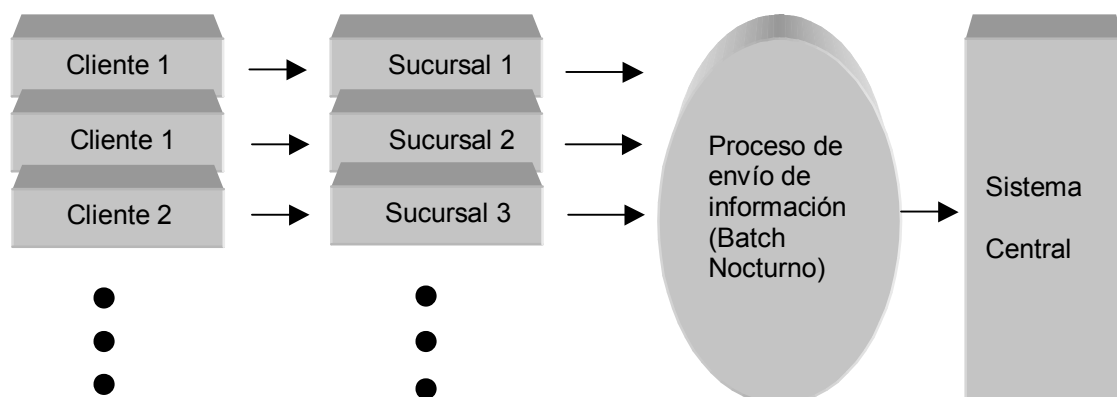 Cliente 1
Sucursal 1
Cliente 1
Sucursal 2
Cliente 2
Sucursal 3
Proceso de
envío de
información
(Batch
Nocturno)
Sistema
Central